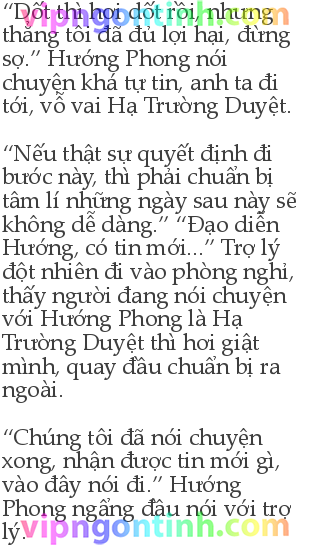 “Dốt thì hơi dốt rồi, nhưng
thắng tôi đã đủ lợi hại, đừng
sợ.” Hướng Phong nói
chuyện khá tự tin, anh ta đi
tới, vỗ vai Hạ Trường Duyệt.
“Nếu thật sự quyết định đi
bước này, thì phải chuẩn bị
tâm lí những ngày sau này sẽ
không dễ dàng.” “Đạo diễn
Hướng, có tin mới...” Trợ lý
đột nhiên đi vào phòng nghỉ,
thấy người đang nói chuyện
với Hướng Phong là Hạ
Trường Duyệt thì hơi giật
mình, quay đầu chuẩn bị ra
ngoài.
“Chúng tôi đã nói chuyện
xong, nhận được tin mới gì,
vào đây nói đi.” Hướng
Phong ngẩng đầu nói với trợ
lý.
vipngontinh.com
vipngontinh.com